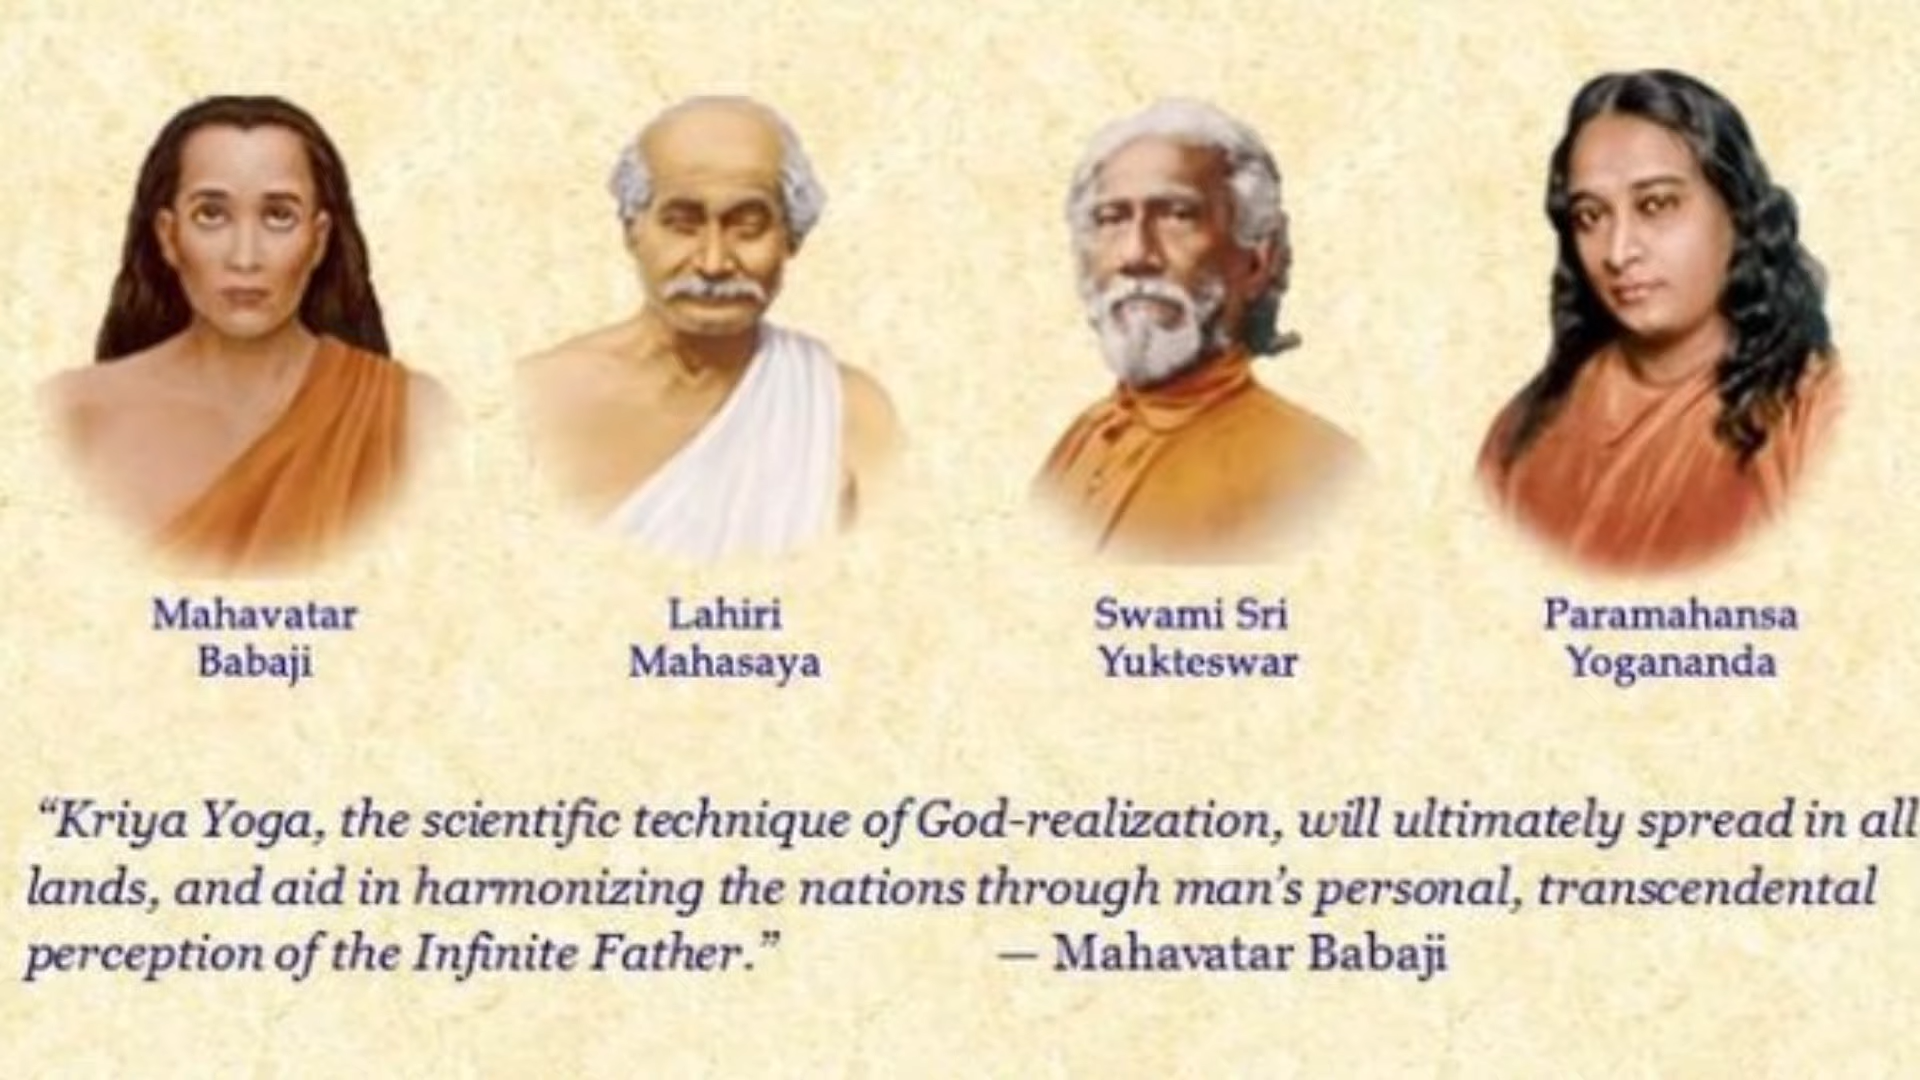 Mahavatar
Babaji
Lahiri
Mahasaya
Swami Sri
Yukteswar
Paramahansa
Yogananda
“Kriya Yoga, the scientific technique of God-realization, will ultimately spread in all
lands, and aid in harmonizing the nations through man’s personal, transcendental
perception of the Infinite Father.” — Mahavatar Babaji